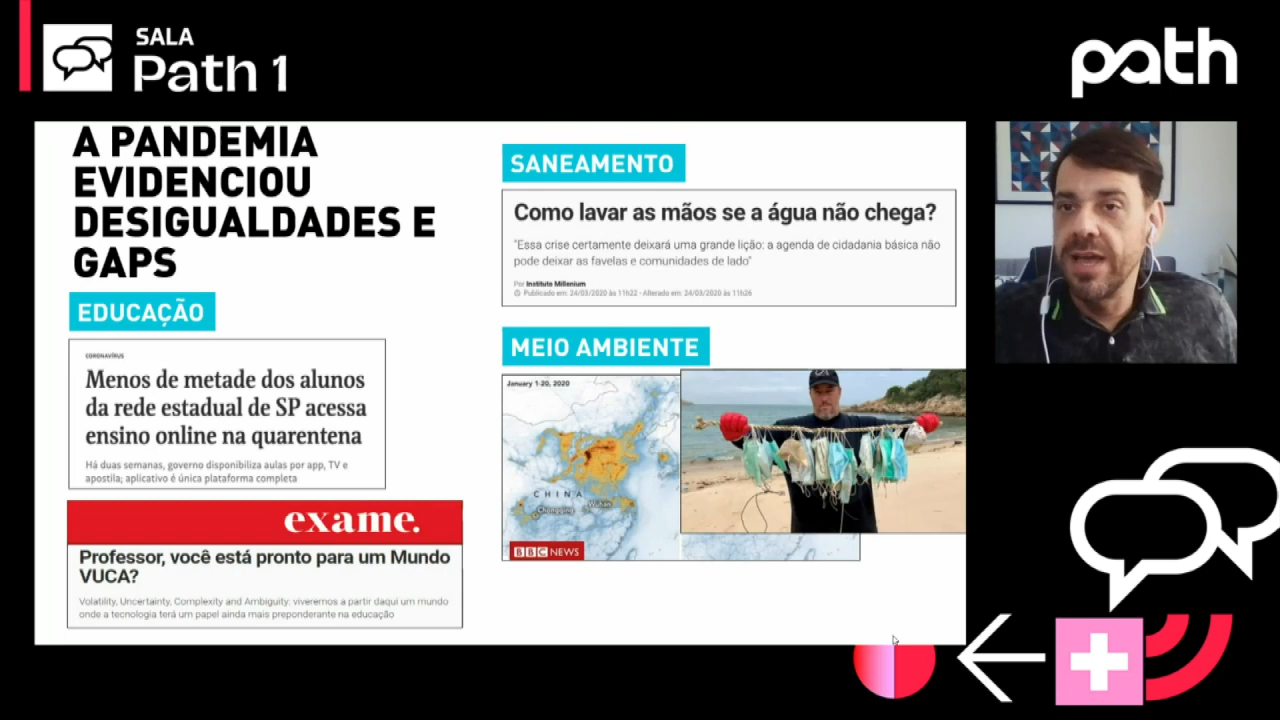 SALA
Path 1
path
A PANDEMIA
EVIDENCIOU
DESIGUALDADES E
GAPS
EDUCAÇÃO
CORONAVÍRUS
Menos de metade dos alunos
da rede estadual de SP acessa
ensino online na quarentena
Há duas semanas, governo disponibiliza aulas por app, TV e
apostila; aplicativo é única plataforma completa
exame.
Professor, você está pronto para um Mundo
VUCA?
Volatility, Uncertainty, Complexity and Ambiguity: viveremos a partir daqui um mundo
onde a tecnologia terá um papel ainda mais preponderante na educação
SANEAMENTO
Como lavar as mãos se a água não chega?
"Essa crise certamente deixará uma grande lição: a agenda de cidadania básica não
pode deixar as favelas e comunidades de lado"
Por Instituto Millenium
Publicado em: 24/03/2020 às 11h22 - Alterado em: 24/03/2020 às 11h26
MEIO AMBIENTE
January 1-20, 2020
CHINA
Chongqing
Wuhan
BBC NEWS